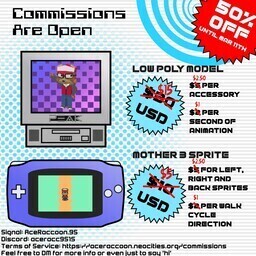 Commissions
Are Open
50%
OFF
UNTIL MAR 11TH
LOW POLY MODEL
$2.50
$5 PER
ACCESSORY
$1
$2 PER
SECOND OF
ANIMATION
USD
MOTHER 3 SPRITE
$5 FOR LEFT,
RIGHT AND
BACK SPRITES
$1
$2 PER WALK
CYCLE
DIRECTION
$10
USD
Signal: AceRaccoon.95
Discord: aceracc9515
Terms of Service: https://aceraccoon.neocities.org/commissions
Feel free to DM for more info or even just to say "hi"